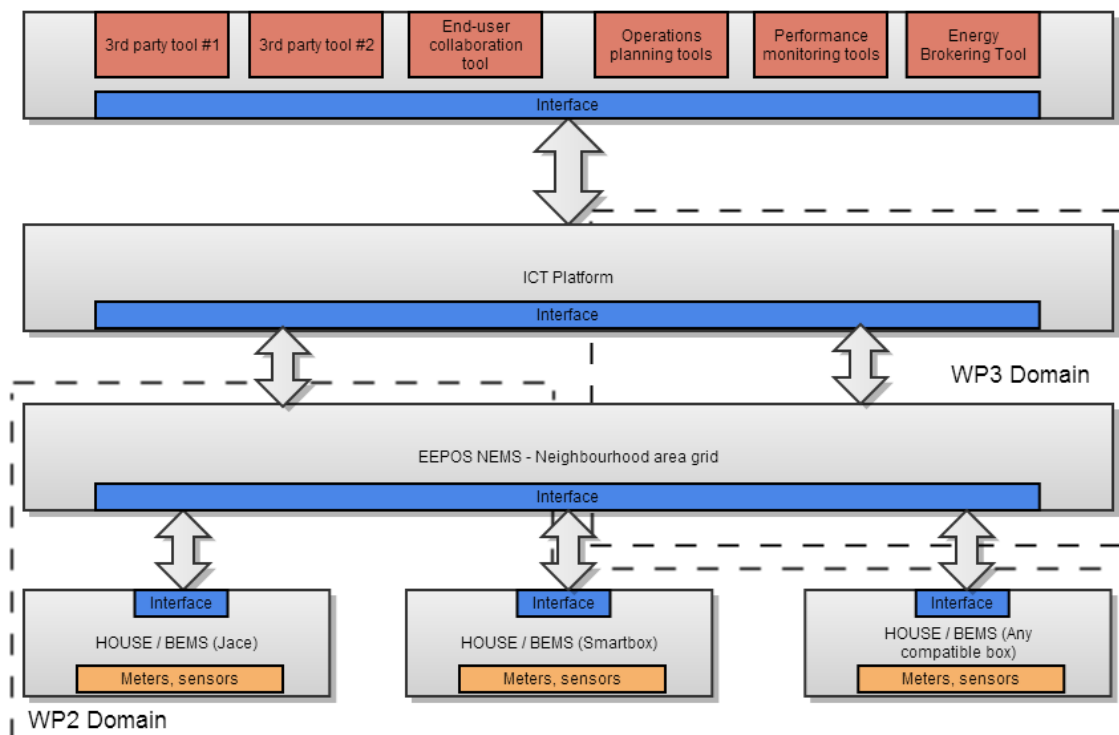 3rd party tool #1
3rd party tool #2
End-user
collaboration
tool
Operations
planning tools
Performance
monitoring tools
Energy
Brokering Tool
Interface
ICT Platform
Interface
WP3 Domain
EEPOS NEMS - Neighbourhood area grid
Interface
Interface
HOUSE / BEMS (Jace)
Meters, sensors
Interface
HOUSE / BEMS (Smartbox)
Meters, sensors
Interface
HOUSE / BEMS (Any
compatible box)
Meters, sensors
WP2 Domain